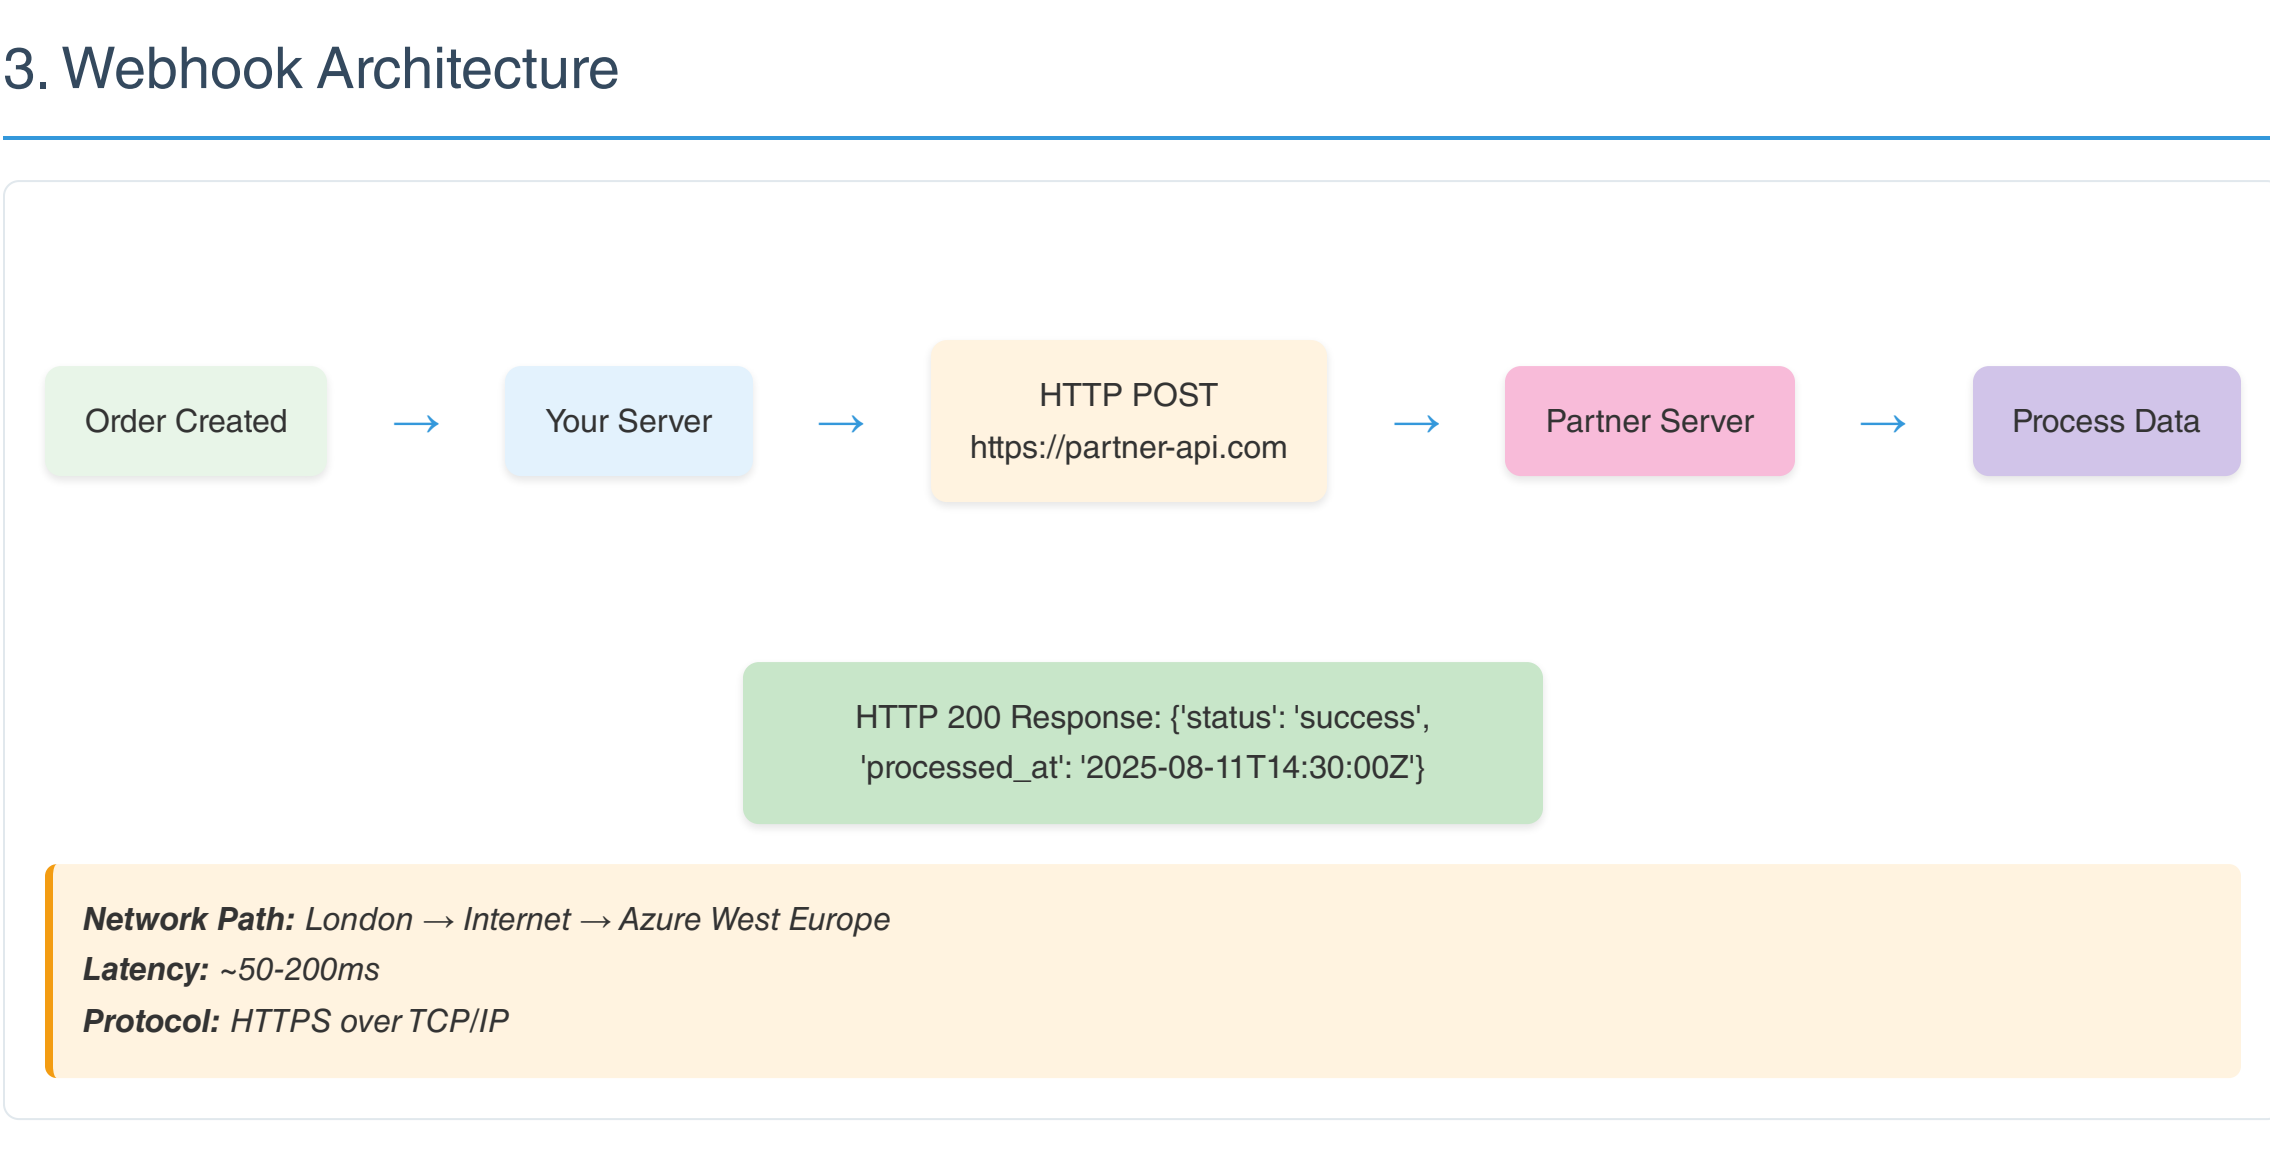 3. Webhook Architecture
Order Created
→
Your Server
→
HTTP POST
https://partner-api.com
→
Partner Server
→
Process Data
HTTP 200 Response: {'status': 'success',
'processed_at': '2025-08-11T14:30:00Z'}
Network Path: London → Internet → Azure West Europe
Latency: ~50-200ms
Protocol: HTTPS over TCP/IP